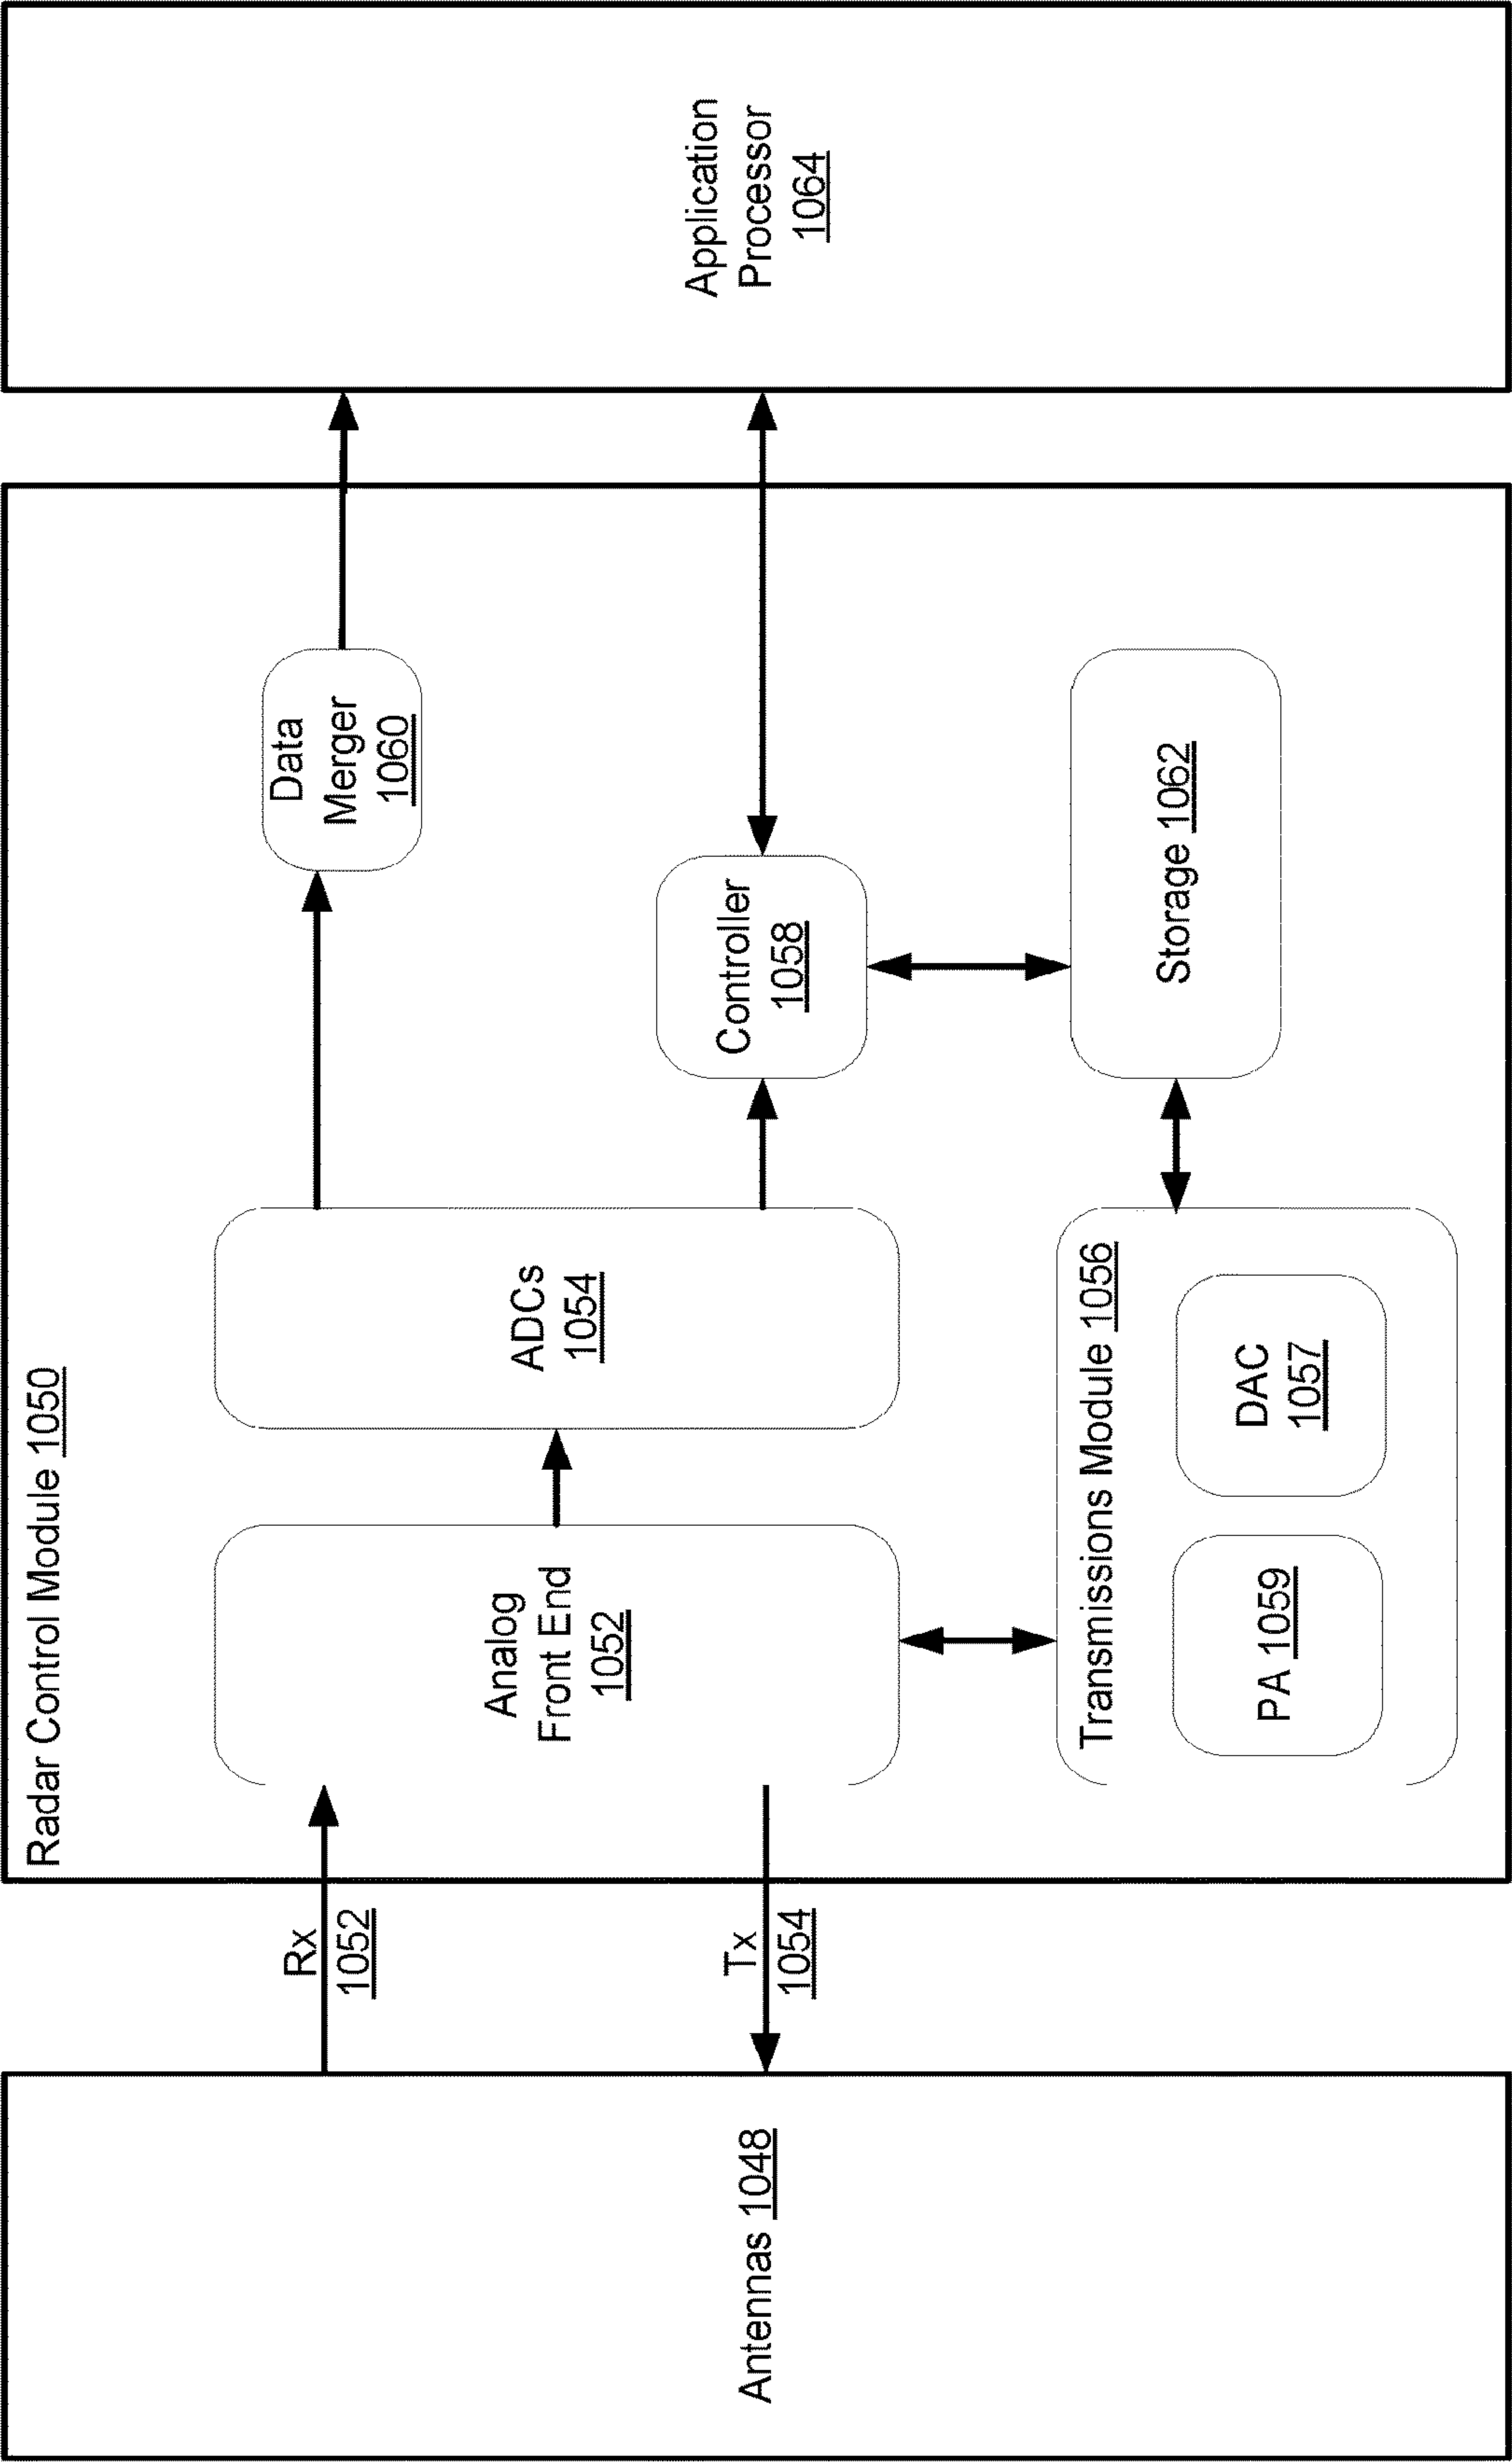 Radar Control Module 1050
Antennas 1048
Rx
1052
Tx
1054
Analog
Front End
1052
ADCs
1054
Data
Merger
1060
Controller
1058
Transmissions Module 1056
PA 1059
DAC
1057
Storage 1062
Application
Processor
1064